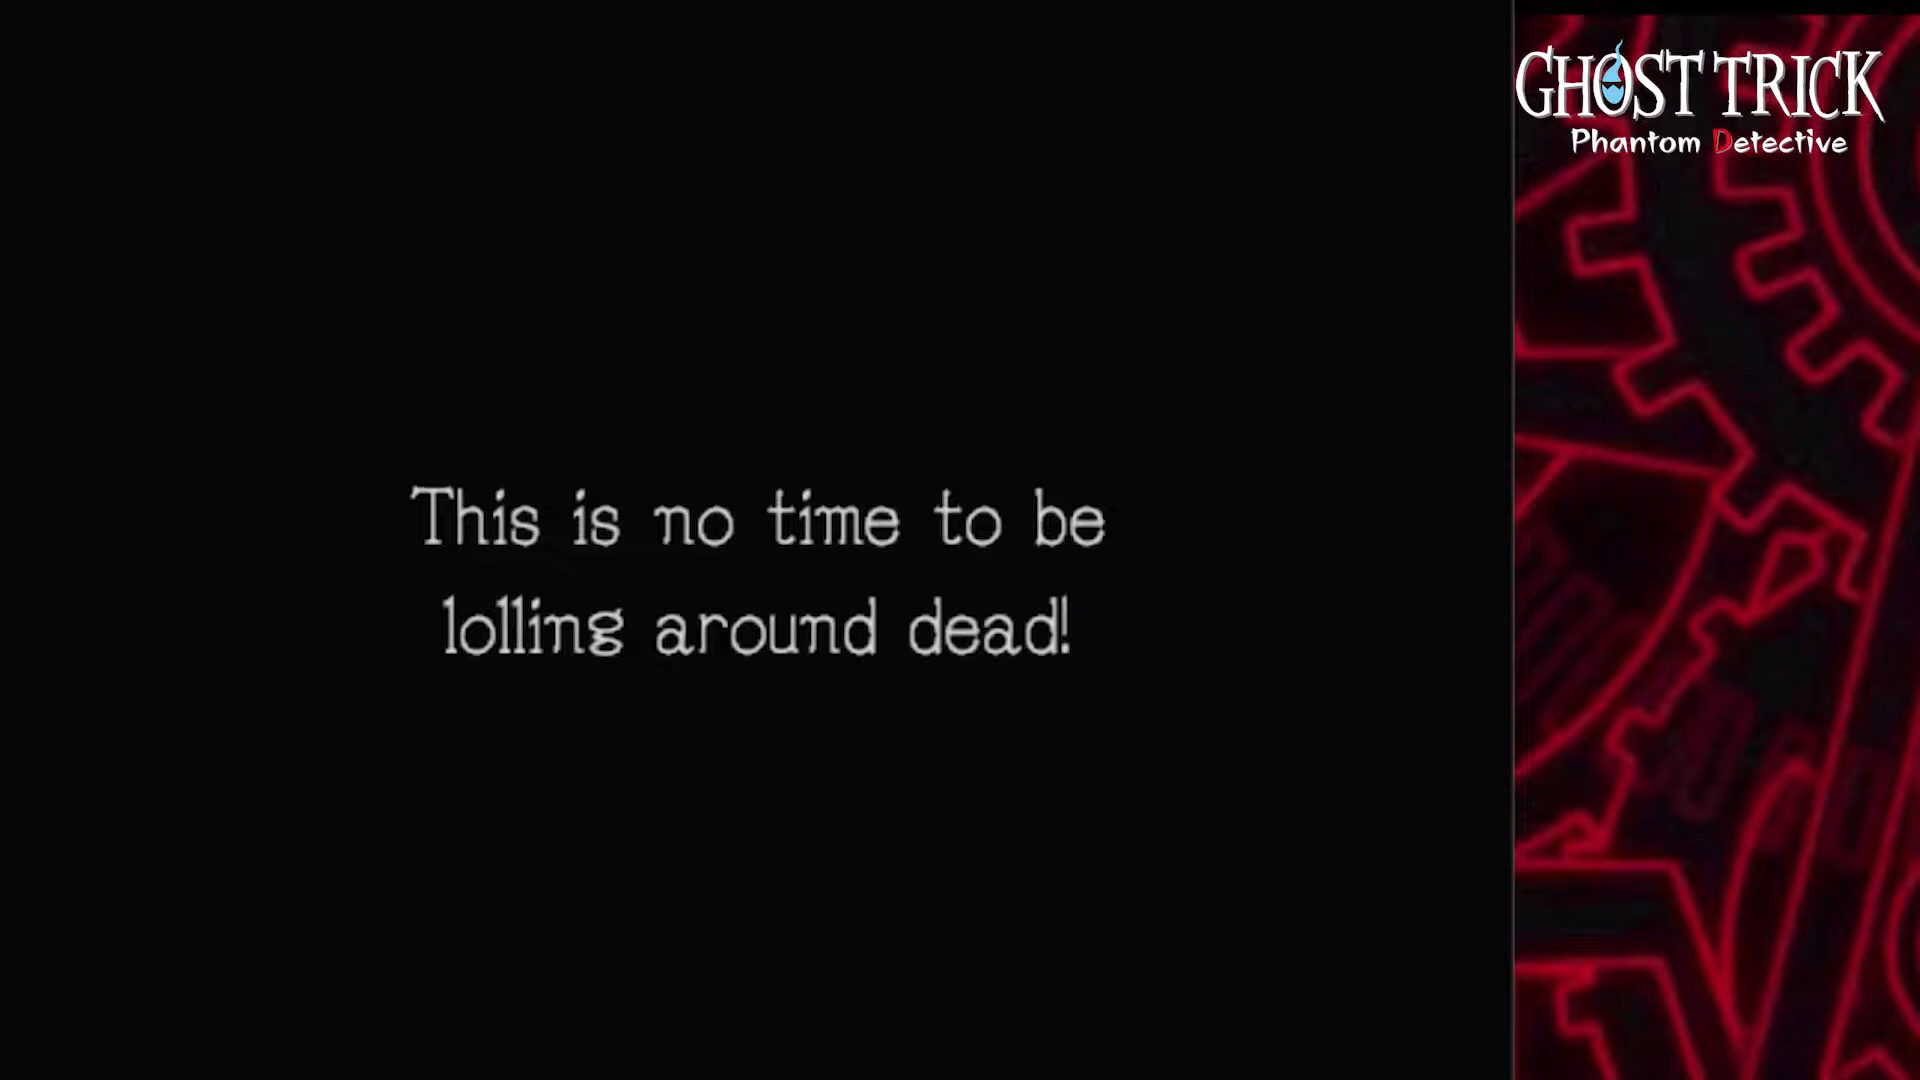 GHOST TRICK
Phantom Detective
This is no time to be
lolling around dead!